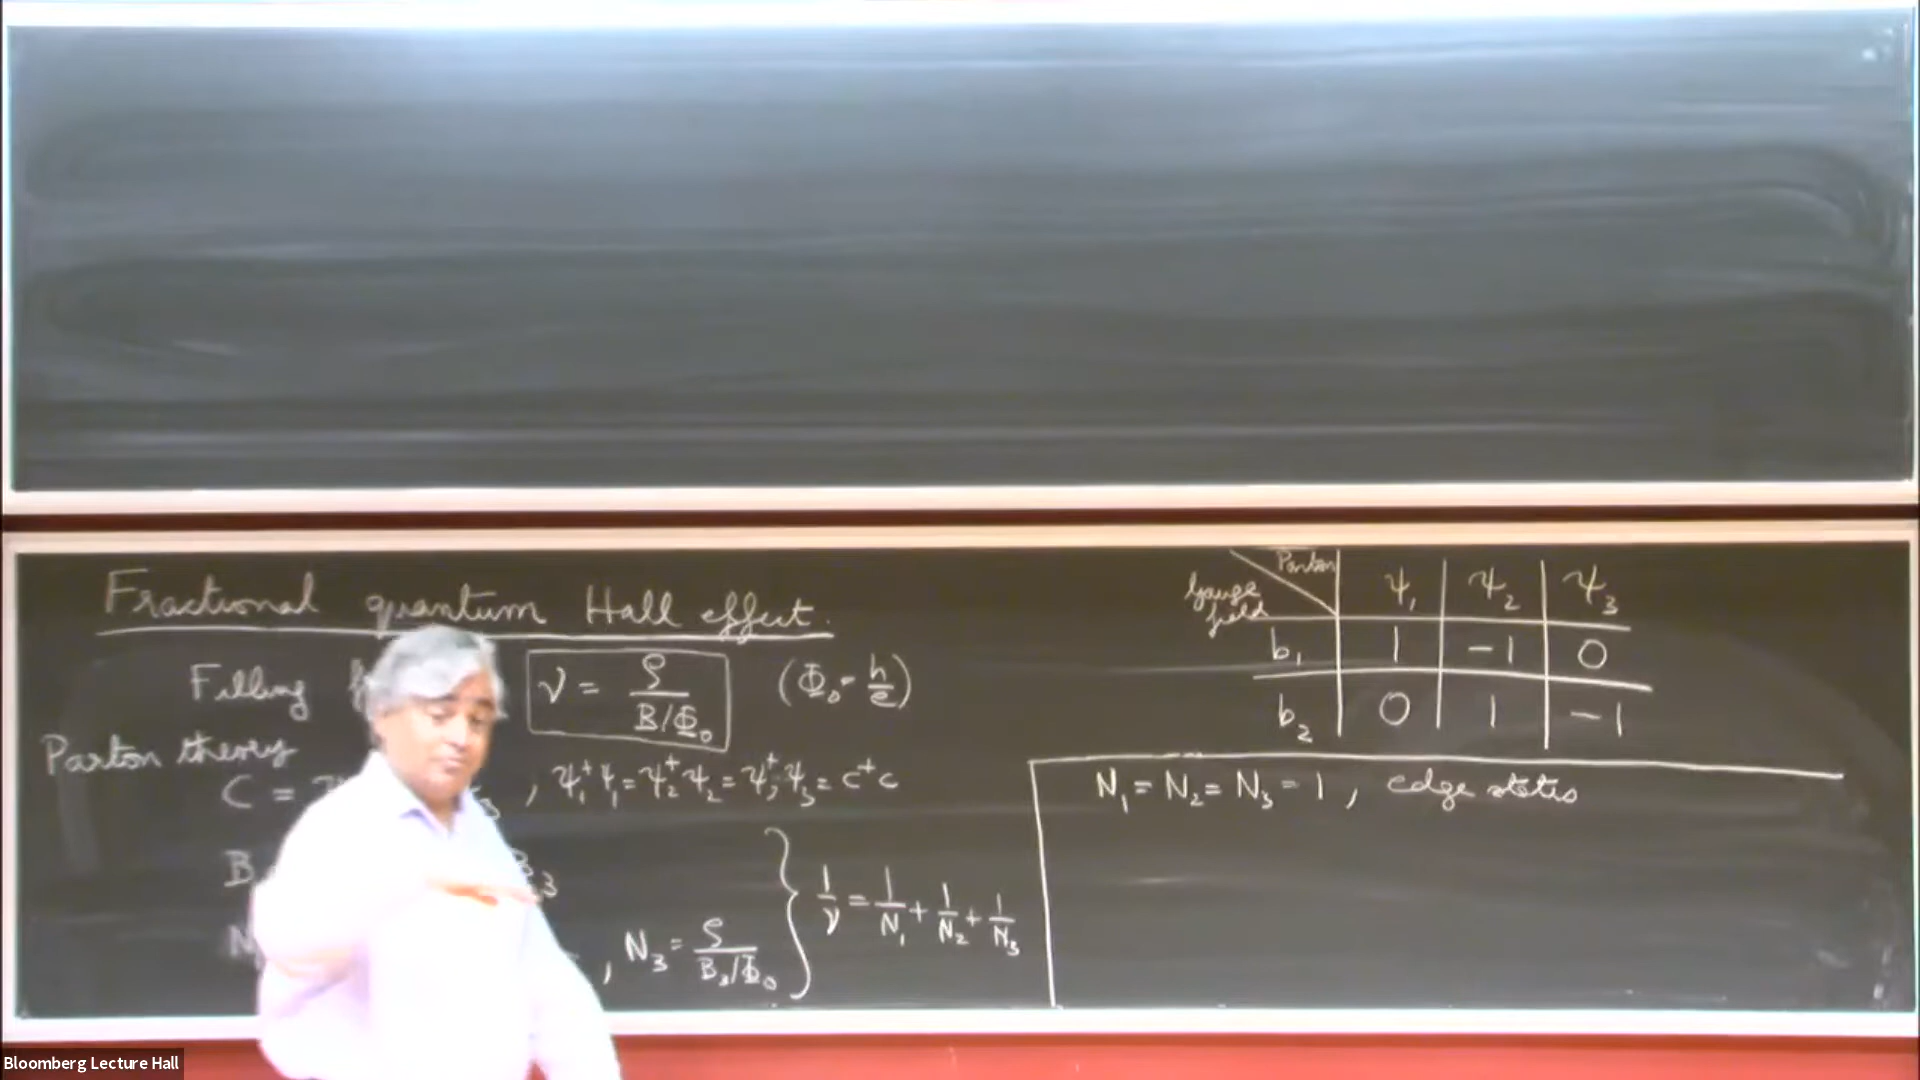 Fractional quantum Hall effect.
Filling ν = ρ / (B/Φ₀) (Φ₀ = h/e)
Parton theory
C = ψ₃ , ψ₁⁺ψ₁ = ψ₂⁺ψ₂ = ψ₃⁺ψ₃ = c⁺c
B B₃
N , N₃ = ρ / (B₃/Φ₀) } 1/ν = 1/N₁ + 1/N₂ + 1/N₃
Parton ψ₁ ψ₂ ψ₃
Gauge field
b₁ 1 -1 0
b₂ 0 1 -1
N₁ = N₂ = N₃ = 1 , edge states
Bloomberg Lecture Hall